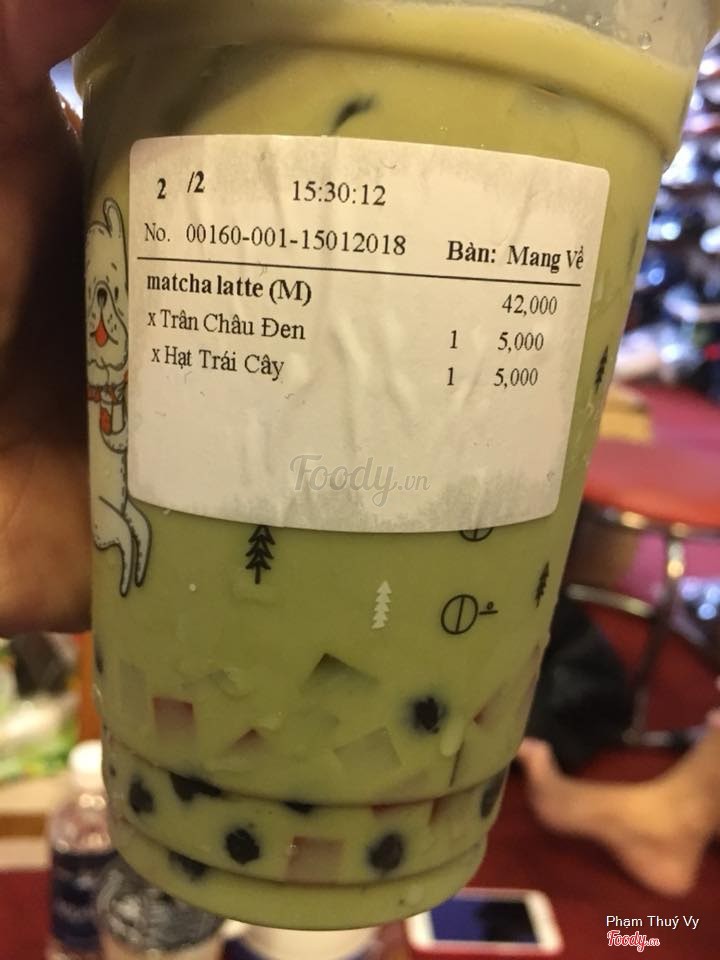 2 /2 15:30:12
No. 00160-001-15012018 Bàn: Mang Về
matcha latte (M) 42,000
x Trân Châu Đen 1 5,000
x Hạt Trái Cây 1 5,000
Foody.vn
Phạm Thuý Vy
Foody.vn